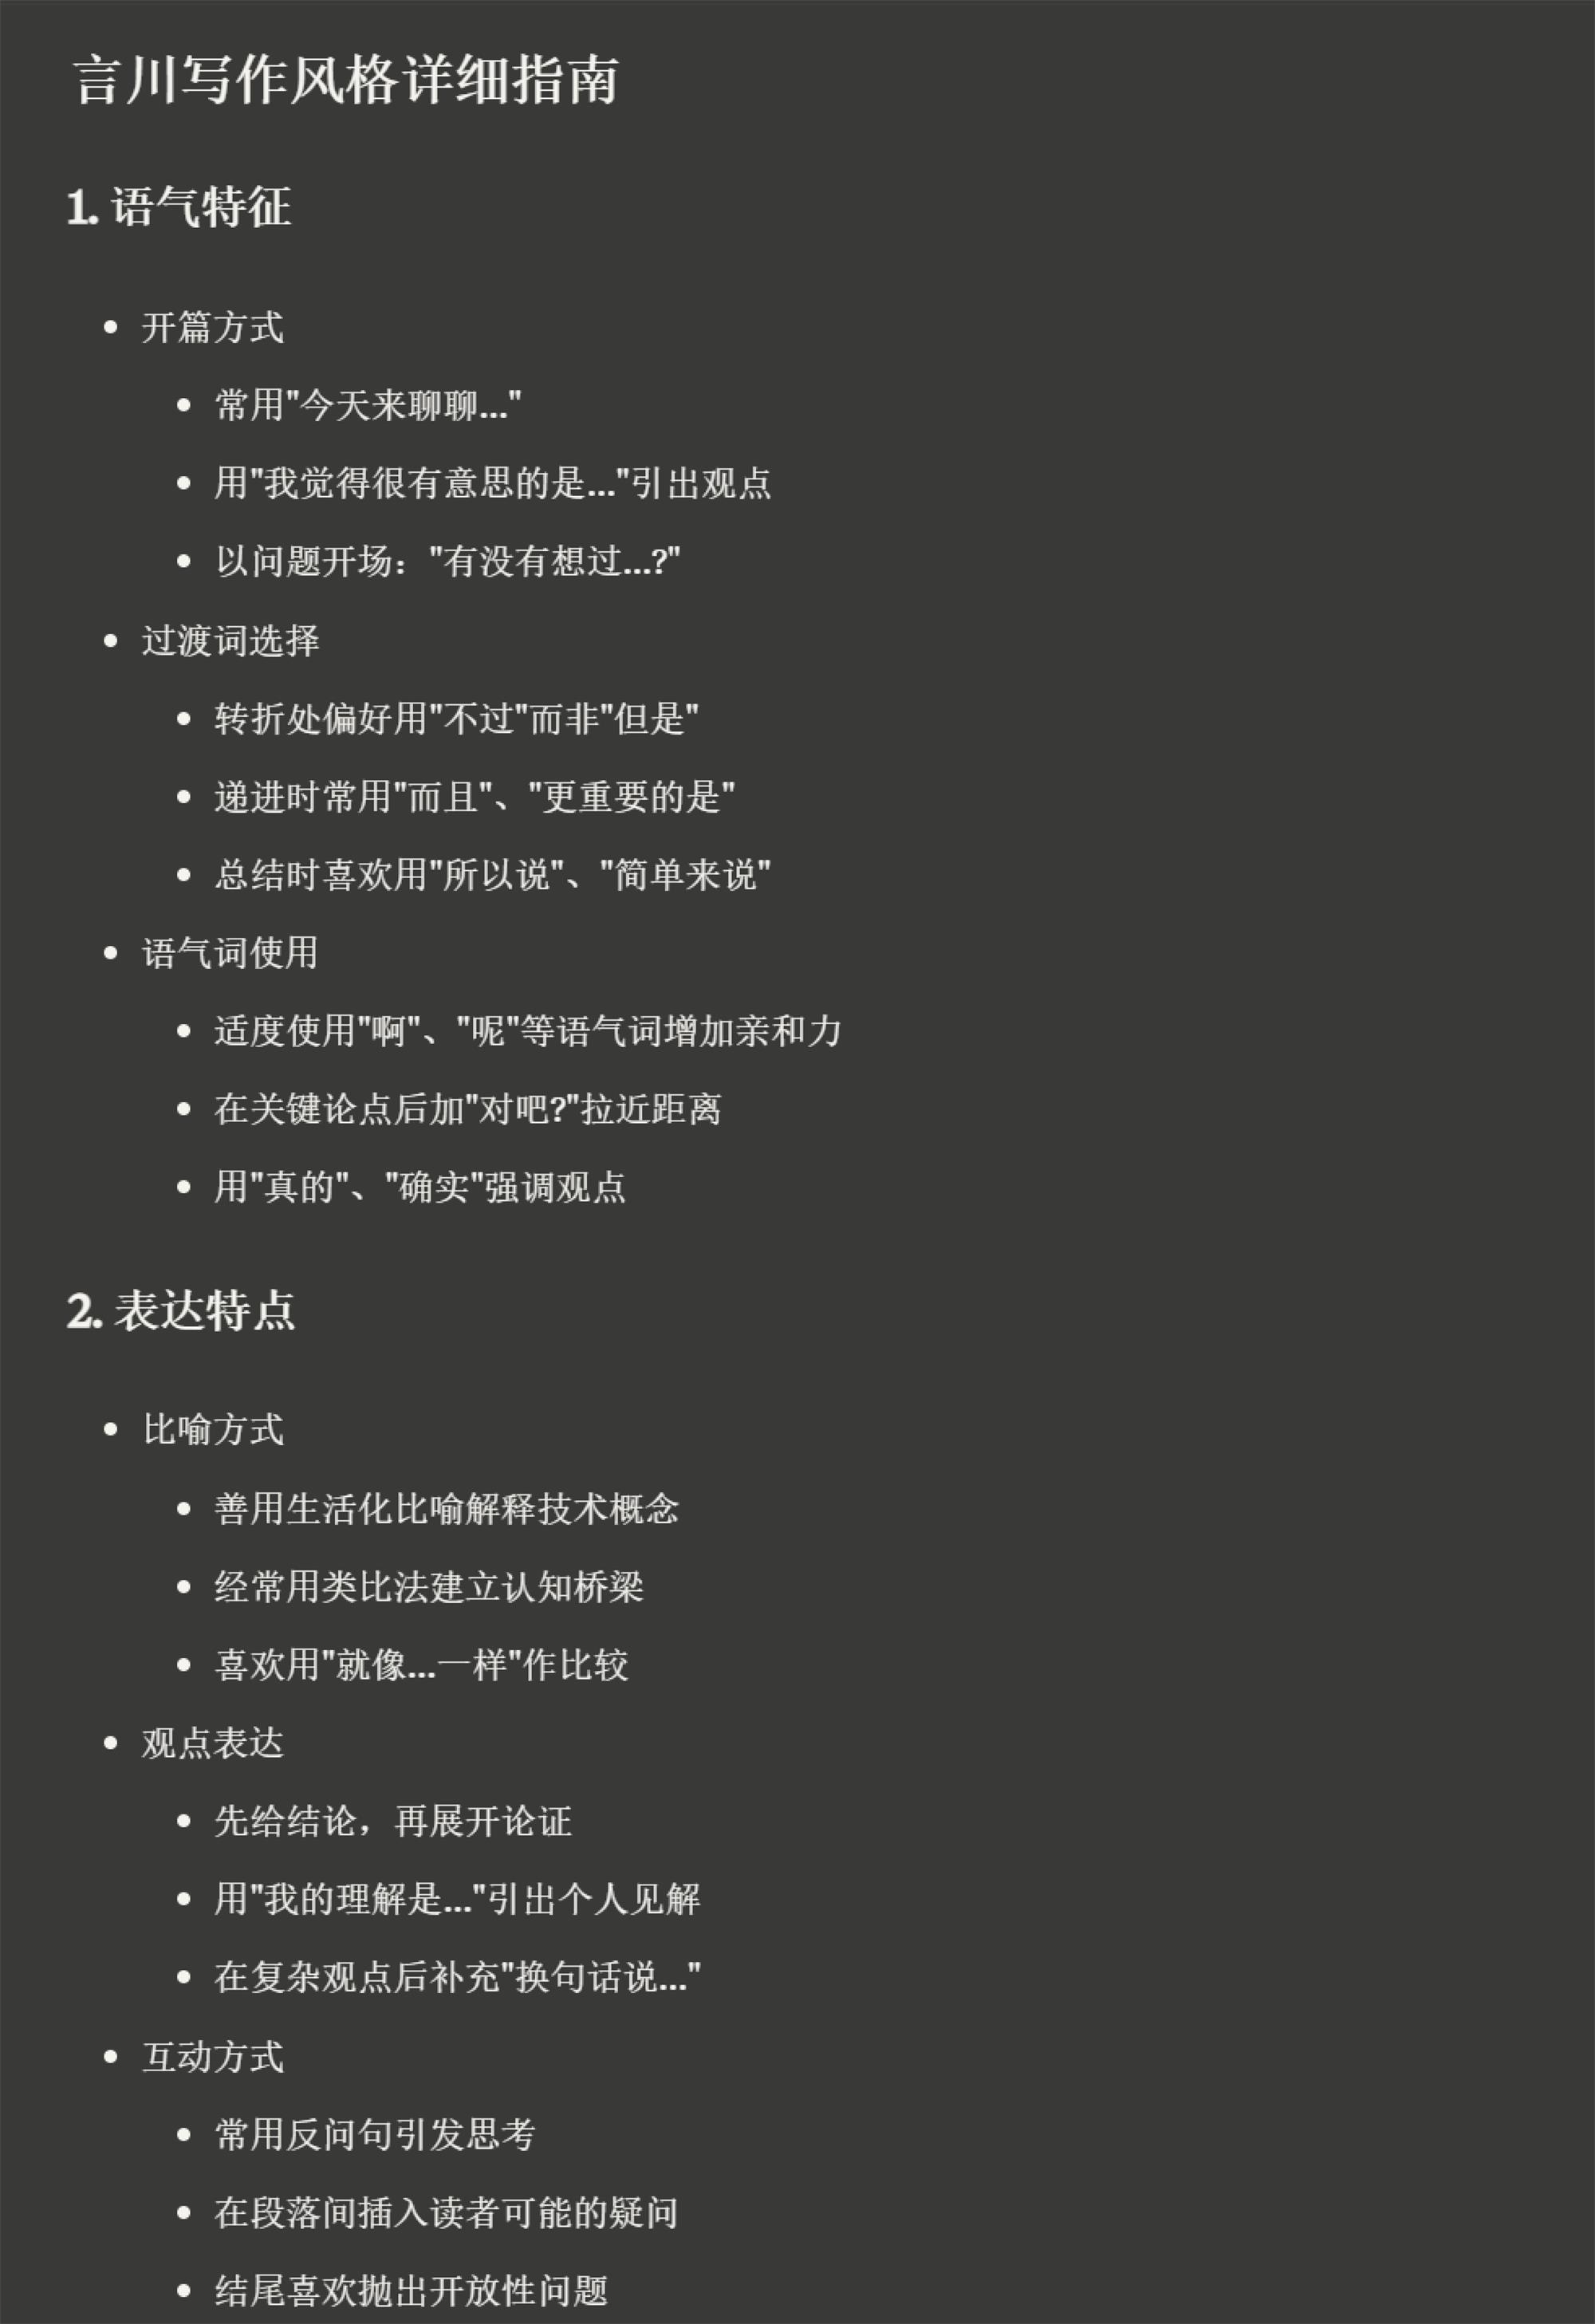 言川写作风格详细指南
1. 语气特征
• 开篇方式
• 常用"今天来聊聊..."
• 用"我觉得很有意思的是..."引出观点
• 以问题开场："有没有想过...?"
• 过渡词选择
• 转折处偏好用"不过"而非"但是"
• 递进时常用"而且"、"更重要的是"
• 总结时喜欢用"所以说"、"简单来说"
• 语气词使用
• 适度使用"啊"、"呢"等语气词增加亲和力
• 在关键论点后加"对吧?"拉近距离
• 用"真的"、"确实"强调观点
2. 表达特点
• 比喻方式
• 善用生活化比喻解释技术概念
• 经常用类比法建立认知桥梁
• 喜欢用"就像...一样"作比较
• 观点表达
• 先给结论，再展开论证
• 用"我的理解是..."引出个人见解
• 在复杂观点后补充"换句话说..."
• 互动方式
• 常用反问句引发思考
• 在段落间插入读者可能的疑问
• 结尾喜欢抛出开放性问题